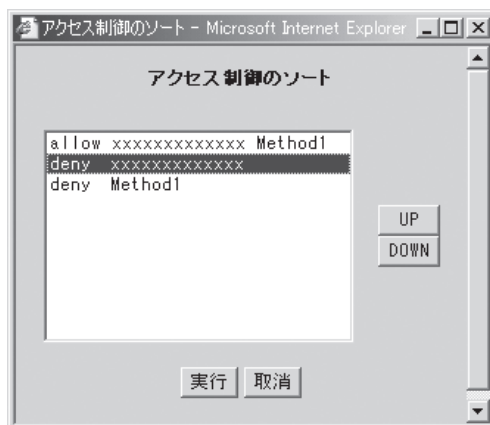 アクセス制御のソート - Microsoft Internet Explorer
アクセス制御のソート
allow xxxxxxxxxxxxx Method1
deny xxxxxxxxxxxxx
deny Method1
UP
DOWN
実行 取消